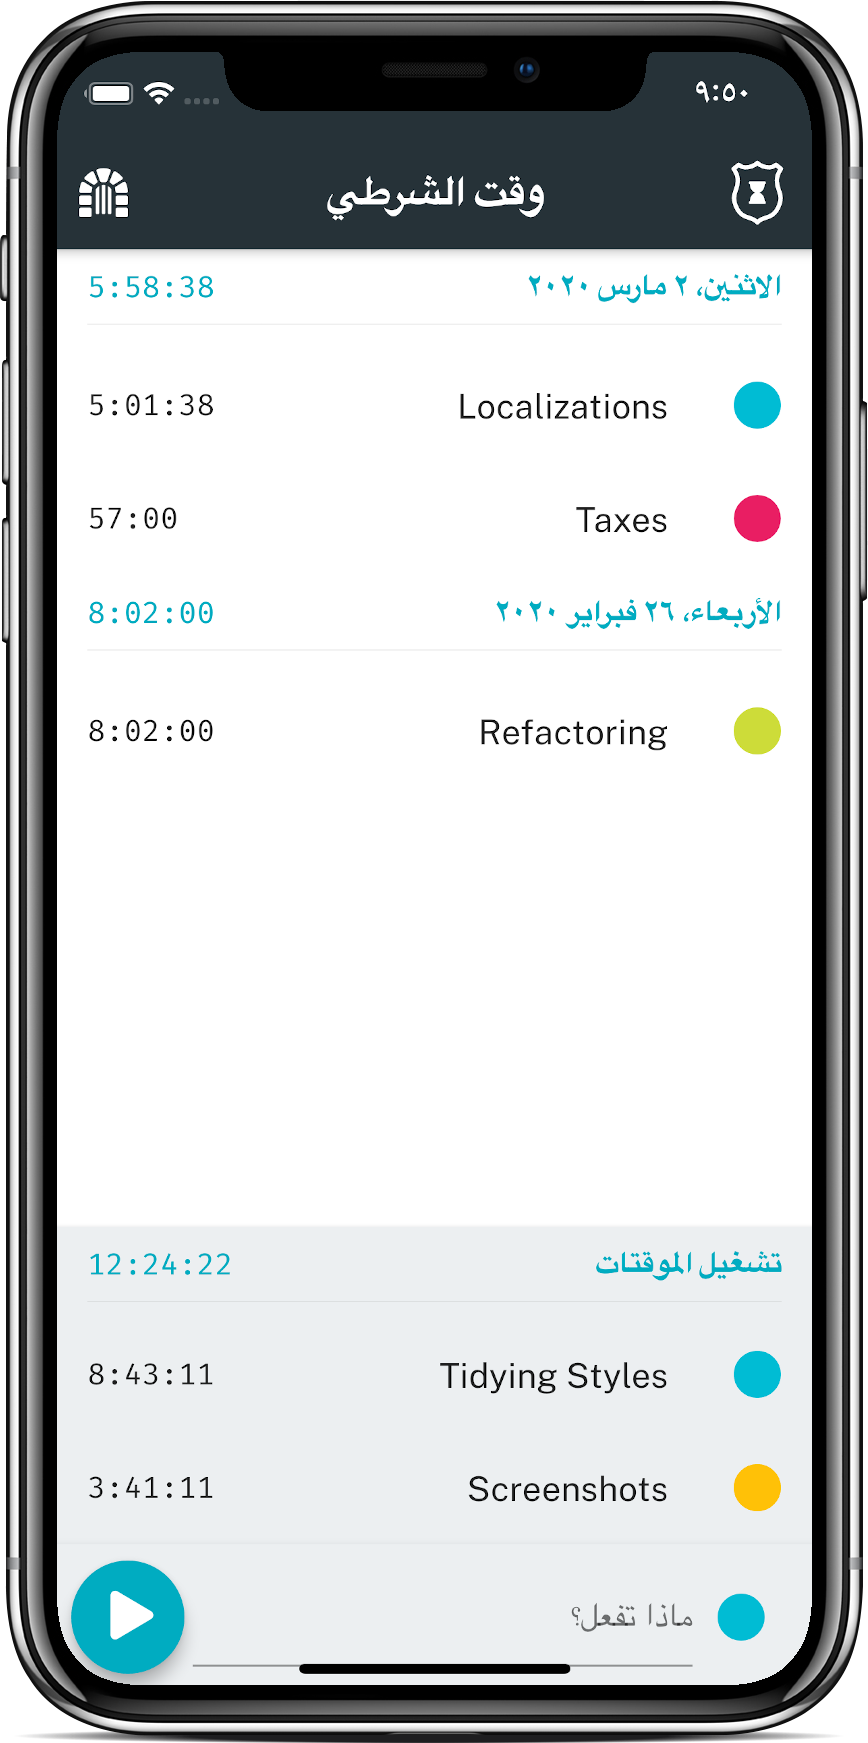 ٩:٥٠
وقت الشرطي
الاثنين، ٢ مارس ٢٠٢٠ 5:58:38
Localizations 5:01:38
Taxes 57:00
الأربعاء، ٢٦ فبراير ٢٠٢٠ 8:02:00
Refactoring 8:02:00
تشغيل الموقتات 12:24:22
Tidying Styles 8:43:11
Screenshots 3:41:11
ماذا تفعل؟